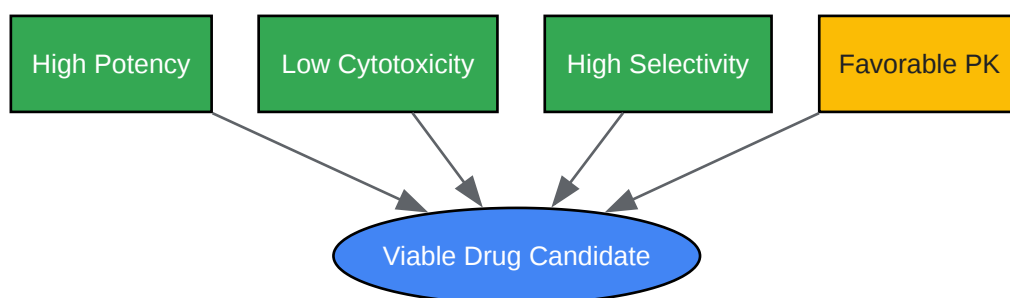 High Potency
Low Cytotoxicity
High Selectivity
Favorable PK
Viable Drug Candidate